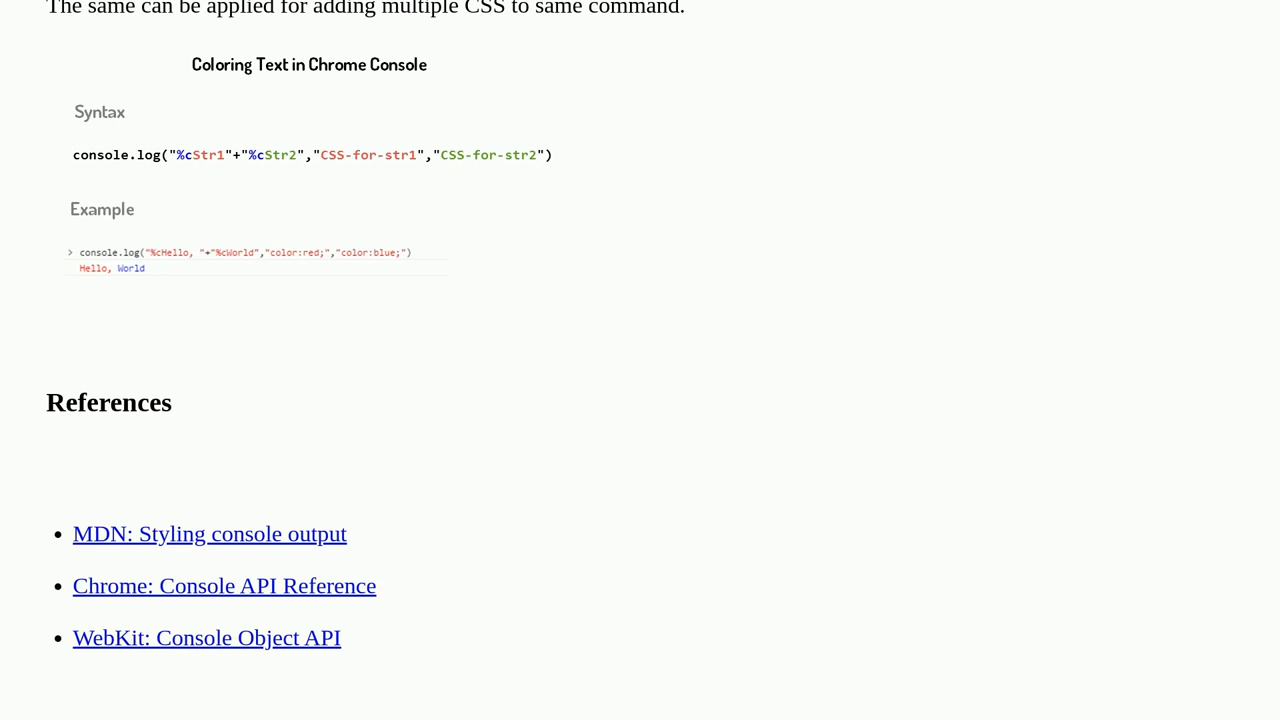 The same can be applied for adding multiple CSS to same command.
Coloring Text in Chrome Console
Syntax
console.log("%cStr1"+"%cStr2","CSS-for-str1","CSS-for-str2")
Example
> console.log("%cHello, "+"%cWorld","color:red;","color:blue;")
Hello, World
References
• MDN: Styling console output
• Chrome: Console API Reference
• WebKit: Console Object API